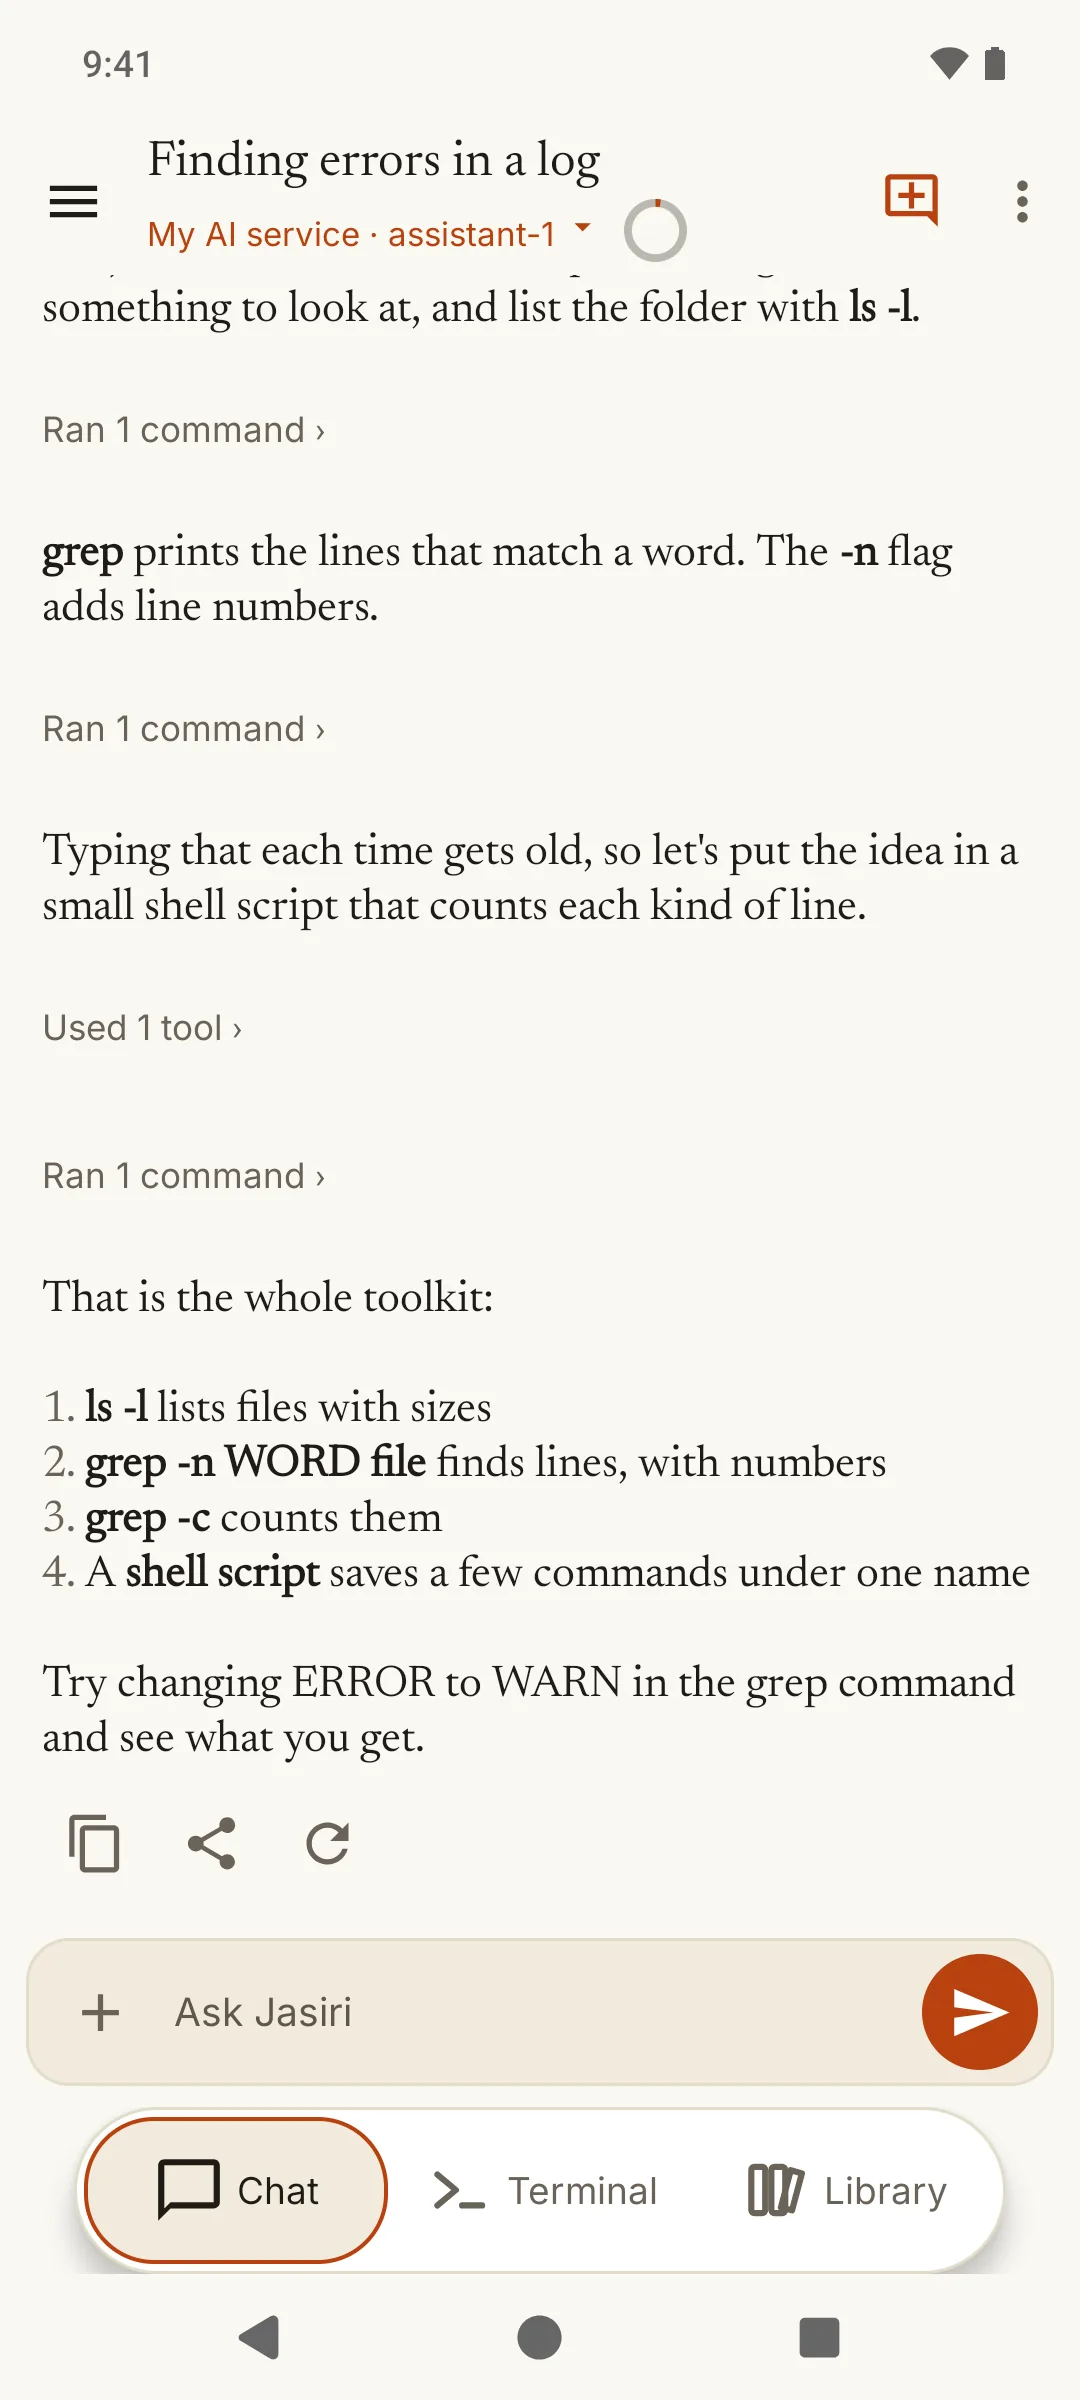 9:41
Finding errors in a log
My AI service · assistant-1
something to look at, and list the folder with ls -l.
Ran 1 command ›
grep prints the lines that match a word. The -n flag
adds line numbers.
Ran 1 command ›
Typing that each time gets old, so let's put the idea in a
small shell script that counts each kind of line.
Used 1 tool ›
Ran 1 command ›
That is the whole toolkit:
1. ls -l lists files with sizes
2. grep -n WORD file finds lines, with numbers
3. grep -c counts them
4. A shell script saves a few commands under one name
Try changing ERROR to WARN in the grep command
and see what you get.
Ask Jasiri
Chat
Terminal
Library